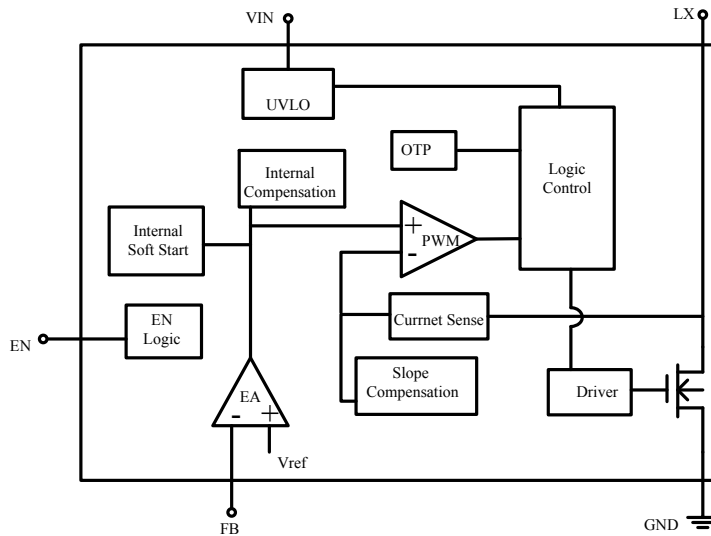 VIN
LX
UVLO
OTP
Internal
Compensation
Logic
Control
Internal
Soft Start
+
PWM
-
EN
Logic
EN
Currnet Sense
Slope
Compensation
EA
- +
Driver
Vref
FB
GND